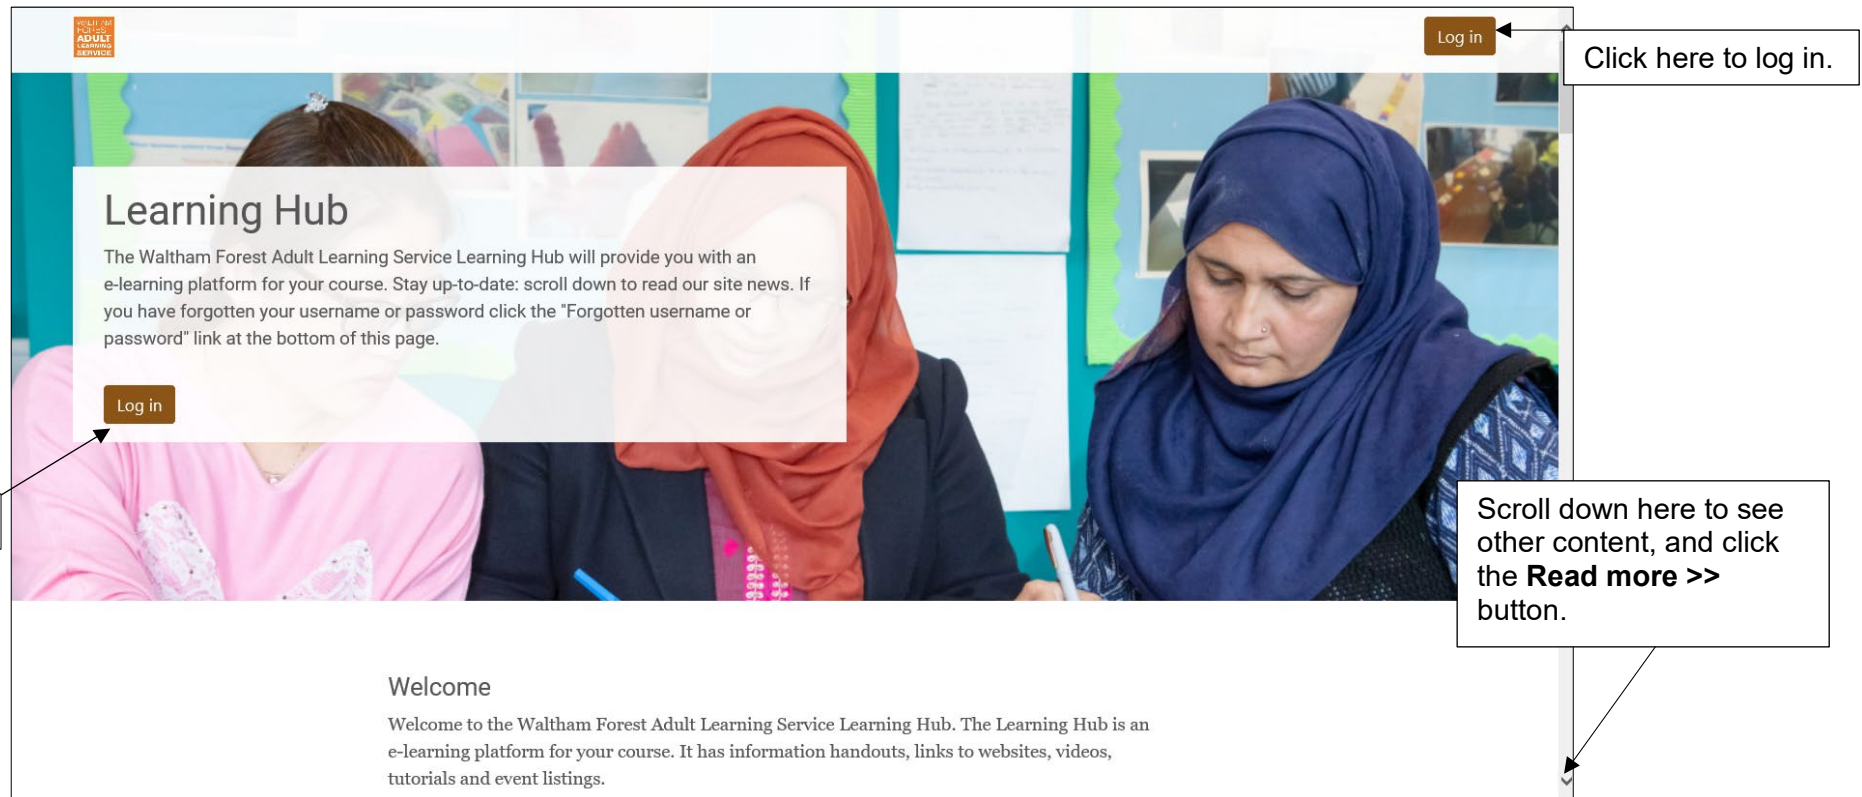 WALTHAM
FOREST
ADULT
LEARNING
SERVICE
Log in
Click here to log in.
Learning Hub
The Waltham Forest Adult Learning Service Learning Hub will provide you with an
e-learning platform for your course. Stay up-to-date: scroll down to read our site news. If
you have forgotten your username or password click the "Forgotten username or
password" link at the bottom of this page.
Log in
Scroll down here to see
other content, and click
the Read more >>
button.
Welcome
Welcome to the Waltham Forest Adult Learning Service Learning Hub. The Learning Hub is an
e-learning platform for your course. It has information handouts, links to websites, videos,
tutorials and event listings.